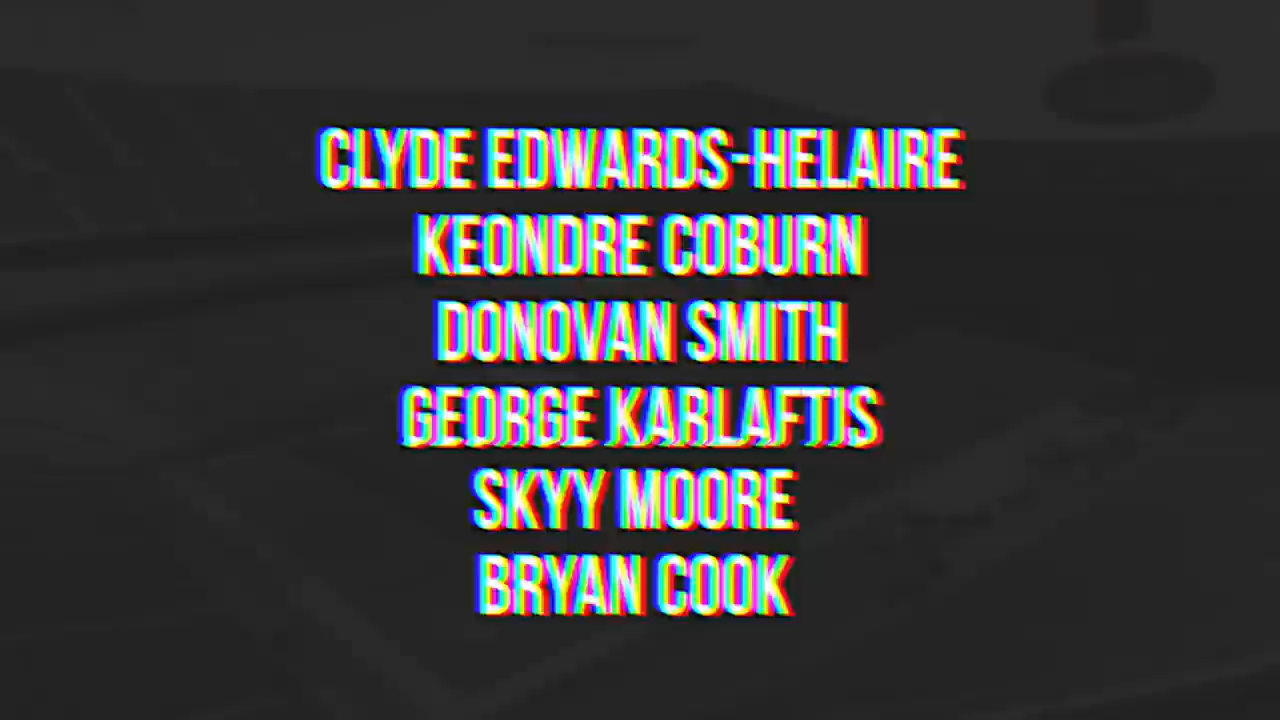 CLYDE EDWARDS-HELAIRE
KEONDRE COBURN
DONOVAN SMITH
GEORGE KARLAFTIS
SKYY MOORE
BRYAN COOK